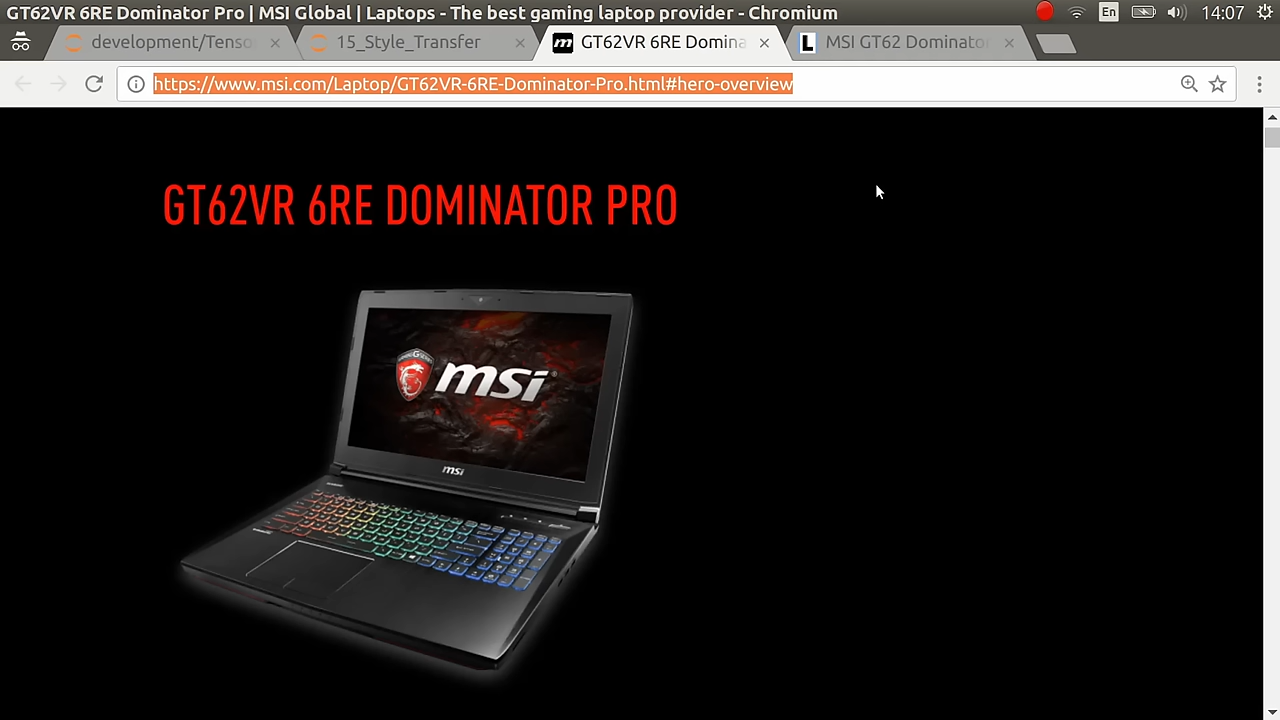 GT62VR 6RE Dominator Pro | MSI Global | Laptops - The best gaming laptop provider - Chromium
En
14:07
development/Tenso
15_Style_Transfer
GT62VR 6RE Domina
MSI GT62 Dominato
https://www.msi.com/Laptop/GT62VR-6RE-Dominator-Pro.html#hero-overview
GT62VR 6RE DOMINATOR PRO
msi
msi